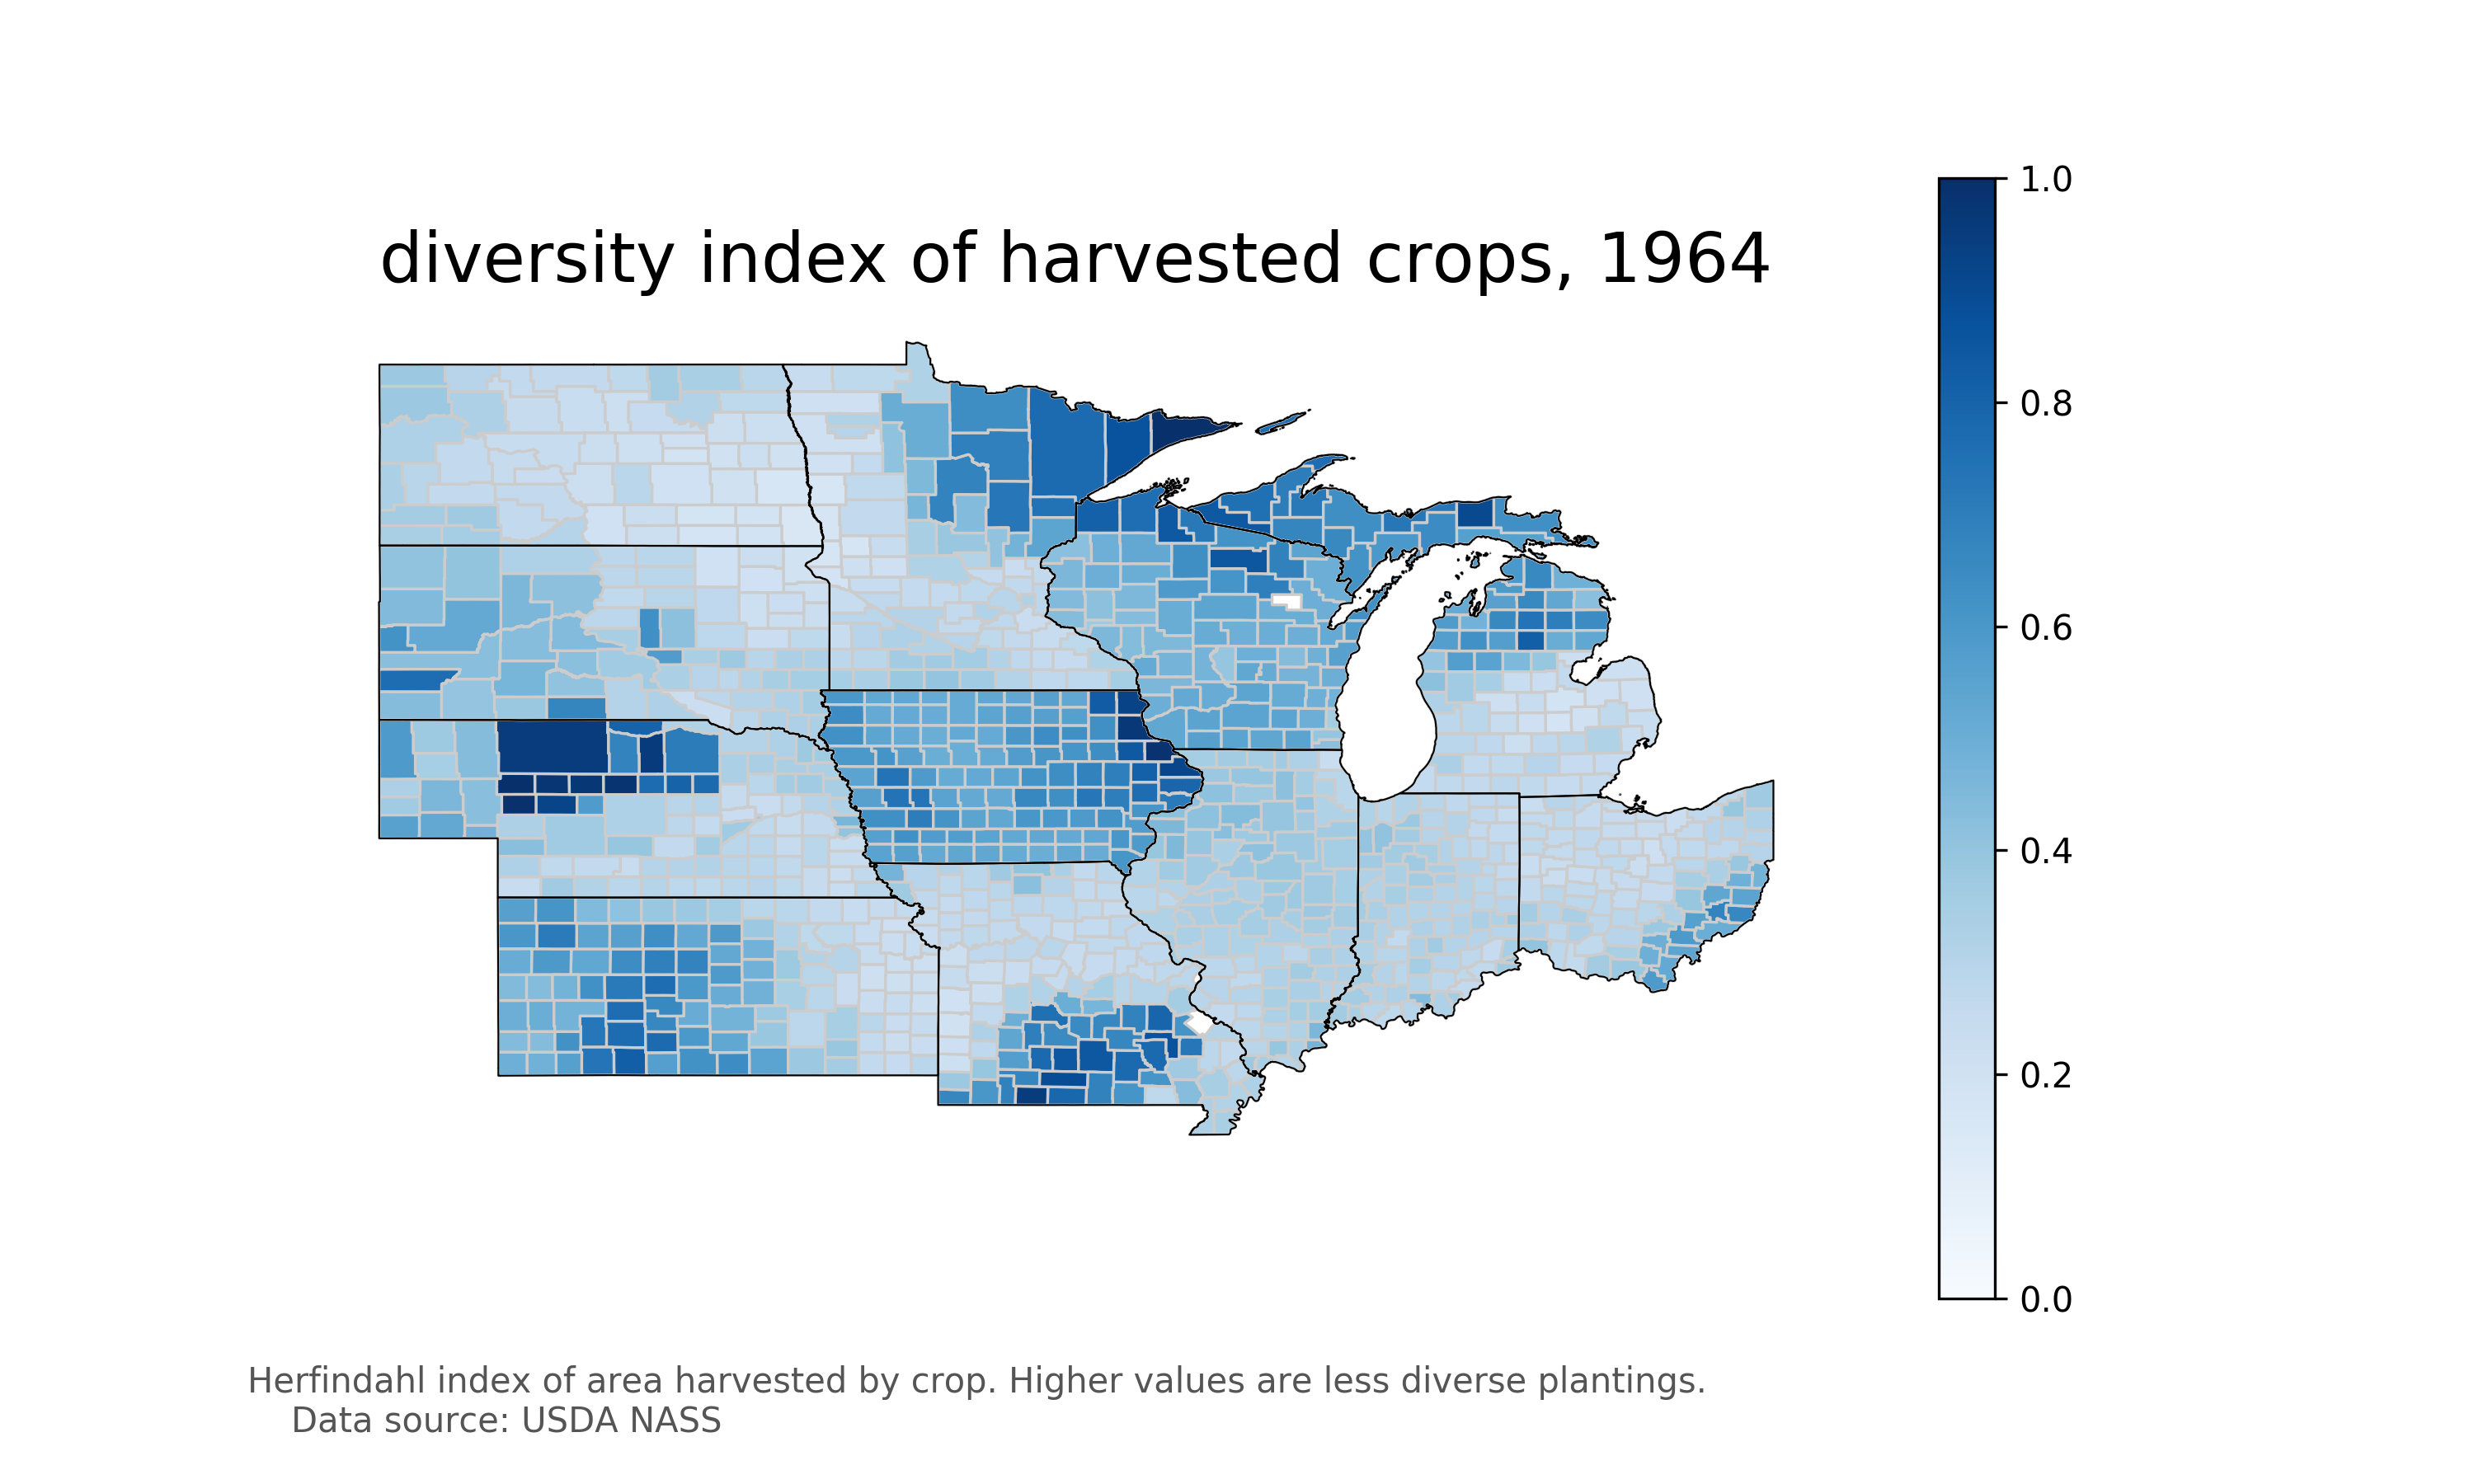 diversity index of harvested crops, 1964
1.0
0.8
0.6
0.4
0.2
0.0
Herfindahl index of area harvested by crop. Higher values are less diverse plantings.
Data source: USDA NASS